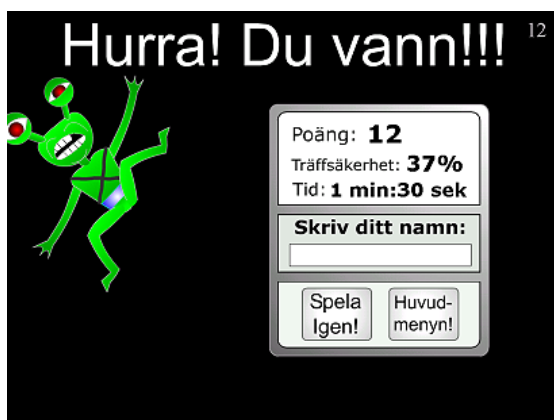 Hurra! Du vann!!!
12
Poäng: 12
Träffsäkerhet: 37%
Tid: 1 min:30 sek
Skriv ditt namn:
Spela
Igen!
Huvud-
menyn!